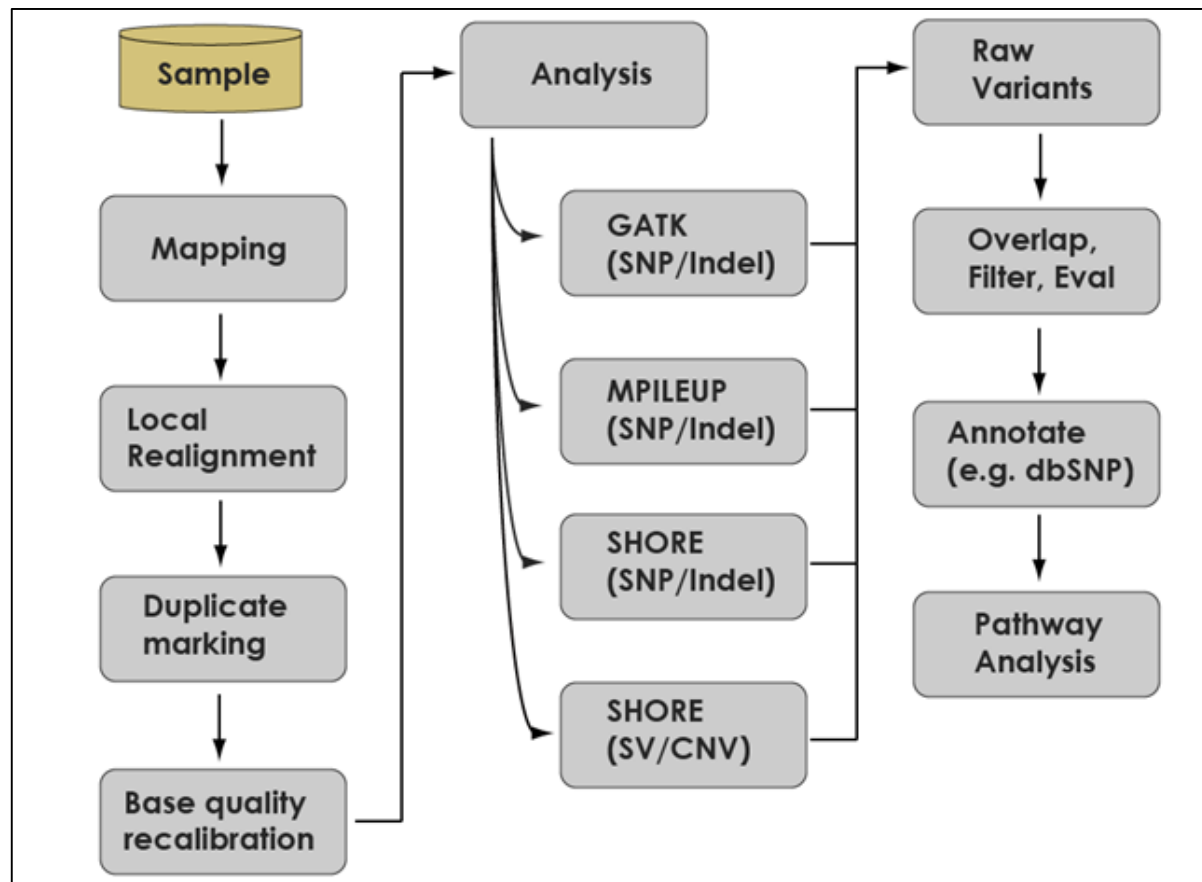 Sample
Mapping
Local
Realignment
Duplicate
marking
Base quality
recalibration
Analysis
GATK
(SNP/Indel)
MPILEUP
(SNP/Indel)
SHORE
(SNP/Indel)
SHORE
(SV/CNV)
Raw
Variants
Overlap,
Filter, Eval
Annotate
(e.g. dbSNP)
Pathway
Analysis